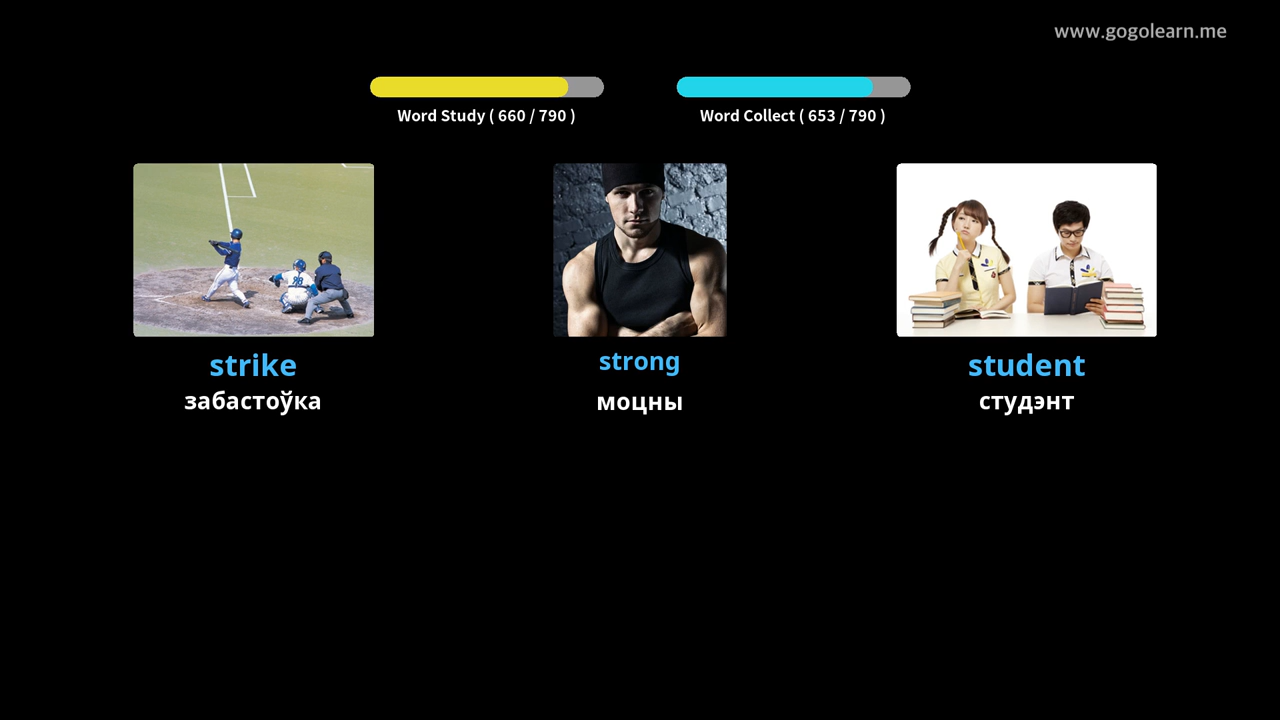 www.gogolearn.me
Word Study ( 660 / 790 )
Word Collect ( 653 / 790 )
strike
забастоўка
strong
моцны
student
студэнт